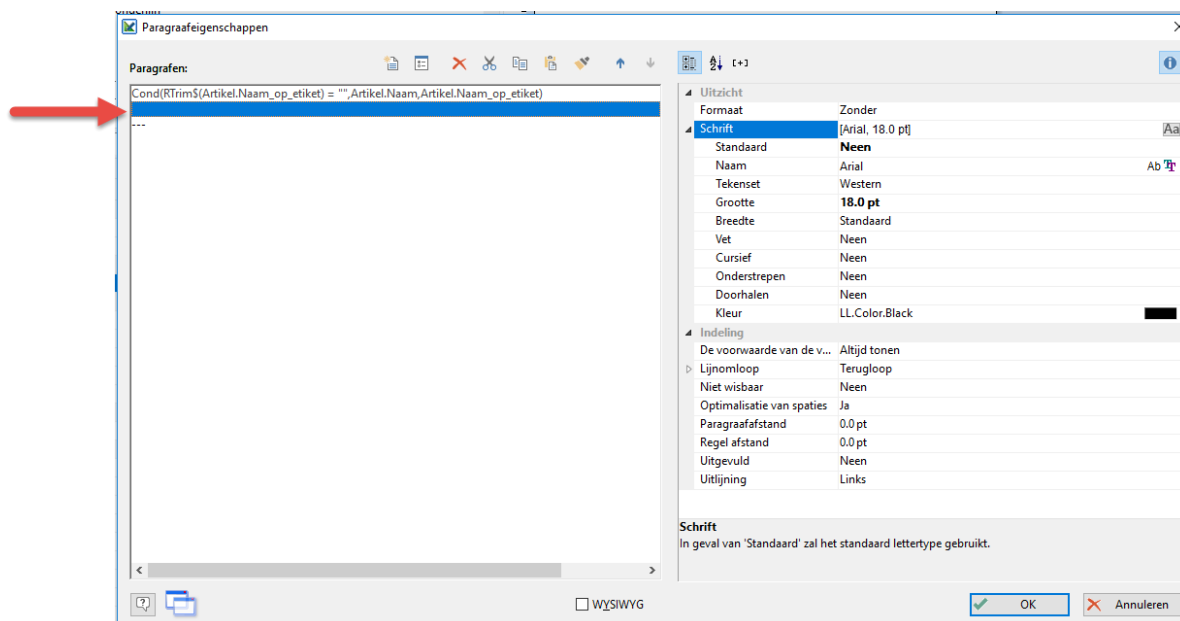 Paragraafeigenschappen
Paragrafen:
Cond(RTrim$(Artikel.Naam_op_etiket) = "",Artikel.Naam,Artikel.Naam_op_etiket)
---
Uitzicht
Formaat Zonder
Schrift [Arial, 18.0 pt] Aa
Standaard Neen
Naam Arial Ab
Tekenset Western
Grootte 18.0 pt
Breedte Standaard
Vet Neen
Cursief Neen
Onderstrepen Neen
Doorhalen Neen
Kleur LL.Color.Black
Indeling
De voorwaarde van de v... Altijd tonen
Lijnomloop Terugloop
Niet wisbaar Neen
Optimalisatie van spaties Ja
Paragraafafstand 0.0 pt
Regel afstand 0.0 pt
Uitgevuld Neen
Uitlijning Links
Schrift
In geval van 'Standaard' zal het standaard lettertype gebruikt.
WYSIWYG
OK
Annuleren